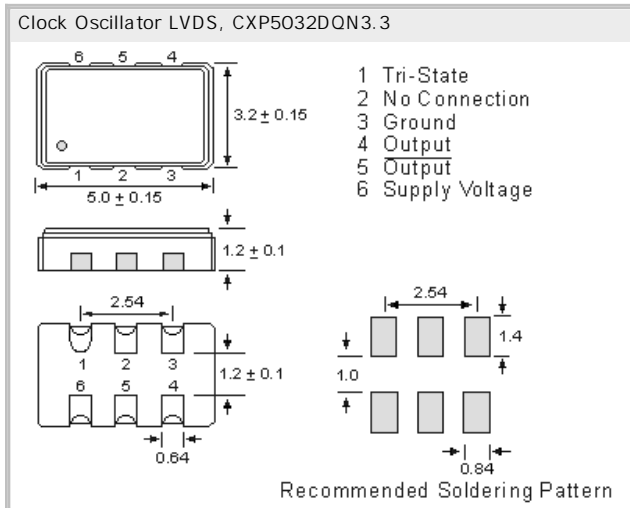 Clock Oscillator LVDS, CXP5032DQN3.3
6 5 4
3.2 ± 0.15
1 2 3
5.0 ± 0.15
1 Tri-State
2 No Connection
3 Ground
4 Output
5 Output
6 Supply Voltage
1.2 ± 0.1
2.54
1 2 3
6 5 4
1.2 ± 0.1
0.64
2.54
1.4
1.0
0.84
Recommended Soldering Pattern